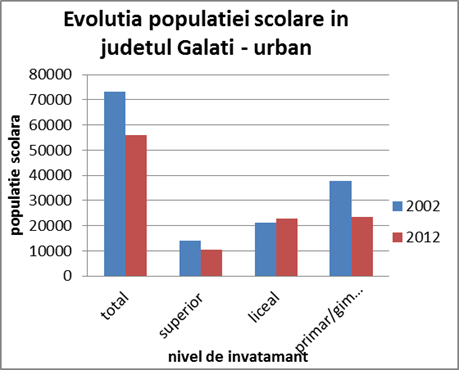 Evolutia populatiei scolare in
judetul Galati - urban
populatie scolara
80000
70000
60000
50000
40000
30000
20000
10000
0
total
superior
liceal
primar/gim...
nivel de invatamant
2002
2012